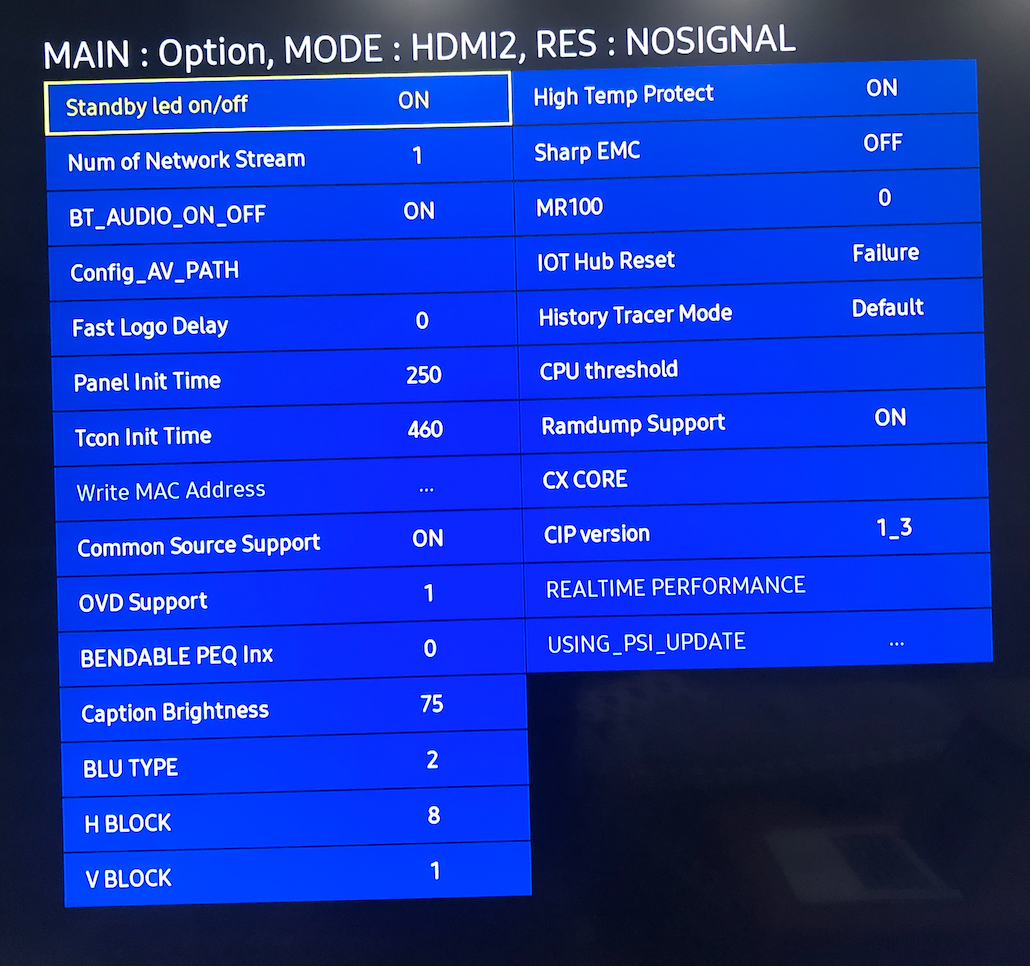 MAIN : Option, MODE : HDMI2, RES : NOSIGNAL
Standby led on/off ON
Num of Network Stream 1
BT_AUDIO_ON_OFF ON
Config_AV_PATH
Fast Logo Delay 0
Panel Init Time 250
Tcon Init Time 460
Write MAC Address ...
Common Source Support ON
OVD Support 1
BENDABLE PEQ Inx 0
Caption Brightness 75
BLU TYPE 2
H BLOCK 8
V BLOCK 1
High Temp Protect ON
Sharp EMC OFF
MR100 0
IOT Hub Reset Failure
History Tracer Mode Default
CPU threshold
Ramdump Support ON
CX CORE
CIP version 1_3
REALTIME PERFORMANCE
USING_PSI_UPDATE ...